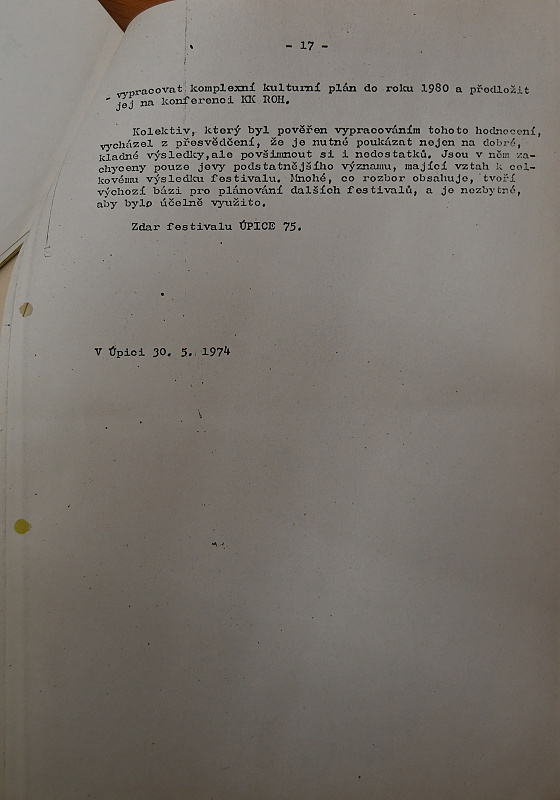 - 17 -
- vypracovat komplexní kulturní plán do roku 1980 a předložit
jej na konferenci KK ROH.
Kolektiv, který byl pověřen vypracováním tohoto hodnocení,
vycházel z přesvědčení, že je nutné poukázat nejen na dobré,
kladné výsledky,ale povšimnout si i nedostatků. Jsou v něm za-
chyceny pouze jevy podstatnějšího významu, mající vztah k cel-
kovému výsledku festivalu. Mnohé, co rozbor obsahuje, tvoří
výchozí bázi pro plánování dalších festivalů, a je nezbytné,
aby bylo účelně využito.
Zdar festivalu ÚPICE 75.
V Úpici 30. 5. 1974